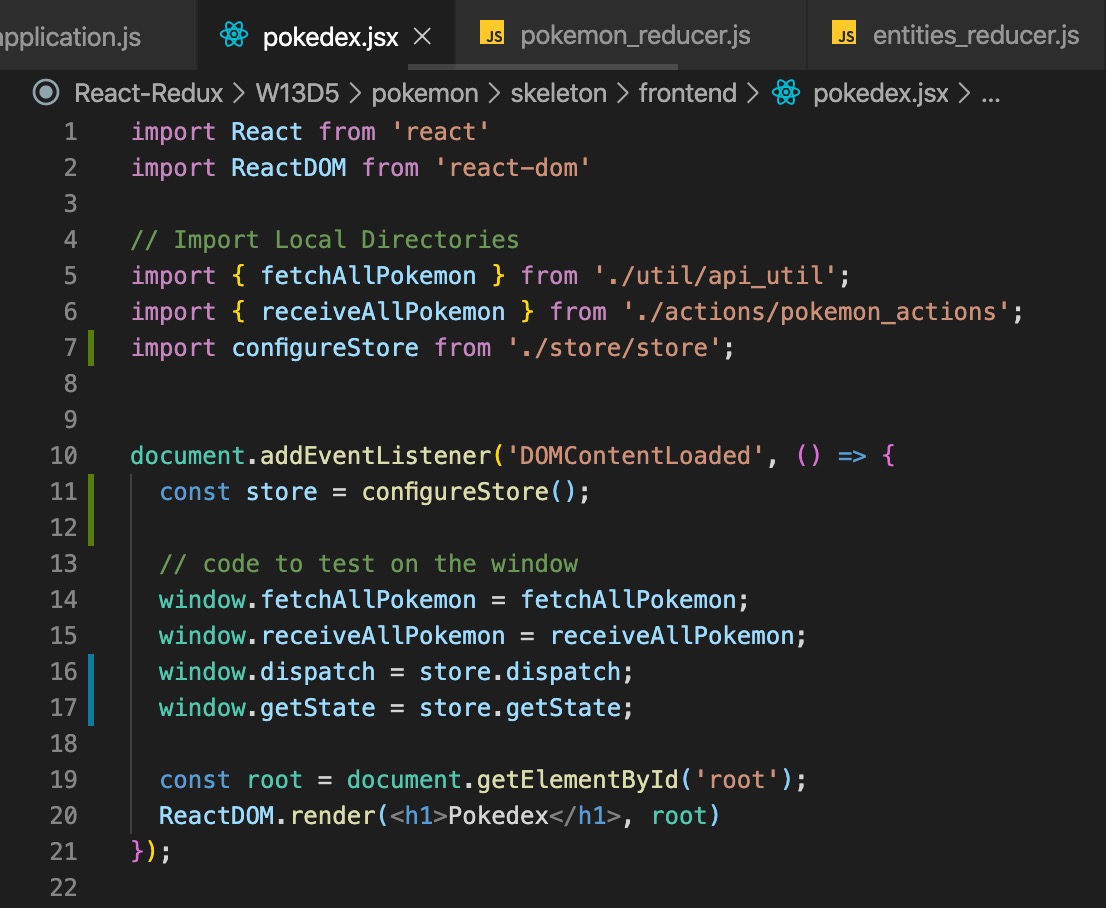 application.js pokedex.jsx JS pokemon_reducer.js JS entities_reducer.js
React-Redux > W13D5 > pokemon > skeleton > frontend > pokedex.jsx > ...
1 import React from 'react'
2 import ReactDOM from 'react-dom'
3
4 // Import Local Directories
5 import { fetchAllPokemon } from './util/api_util';
6 import { receiveAllPokemon } from './actions/pokemon_actions';
7 import configureStore from './store/store';
8
9
10 document.addEventListener('DOMContentLoaded', () => {
11   const store = configureStore();
12
13   // code to test on the window
14   window.fetchAllPokemon = fetchAllPokemon;
15   window.receiveAllPokemon = receiveAllPokemon;
16   window.dispatch = store.dispatch;
17   window.getState = store.getState;
18
19   const root = document.getElementById('root');
20   ReactDOM.render(<h1>Pokedex</h1>, root)
21 });
22